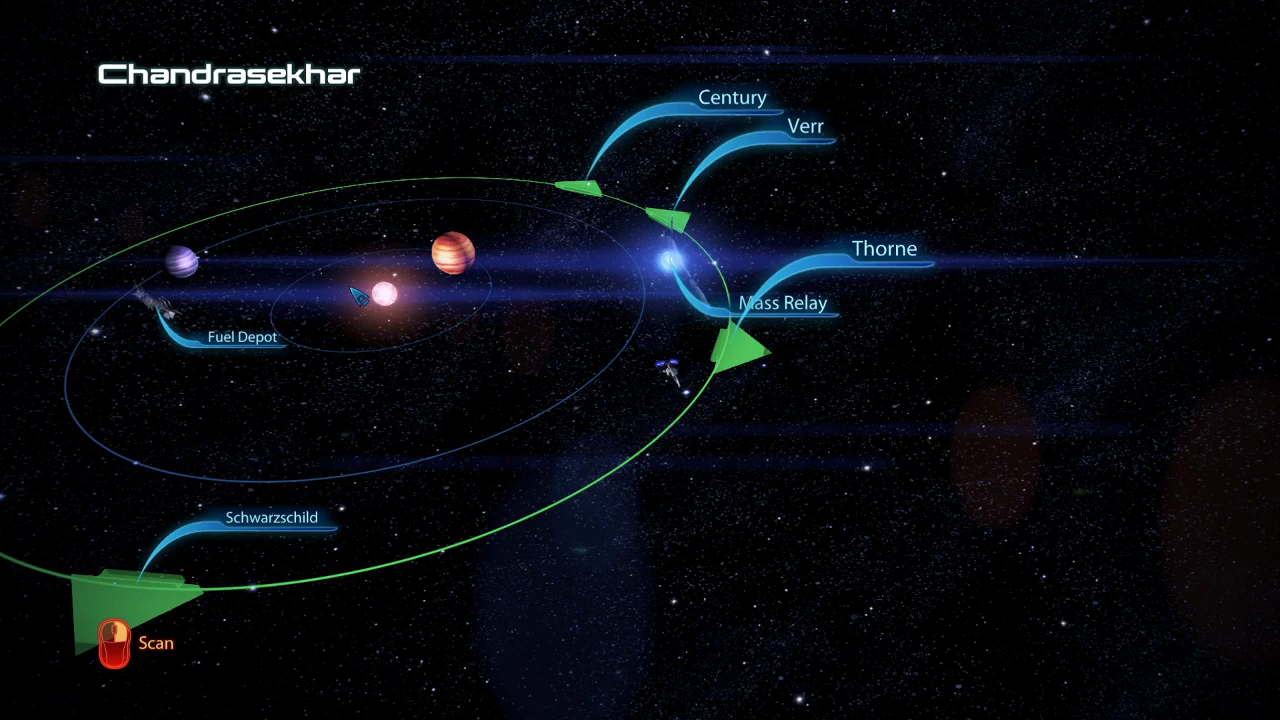 Chandrasekhar
Century
Verr
Thorne
Mass Relay
Fuel Depot
Schwarzschild
Scan